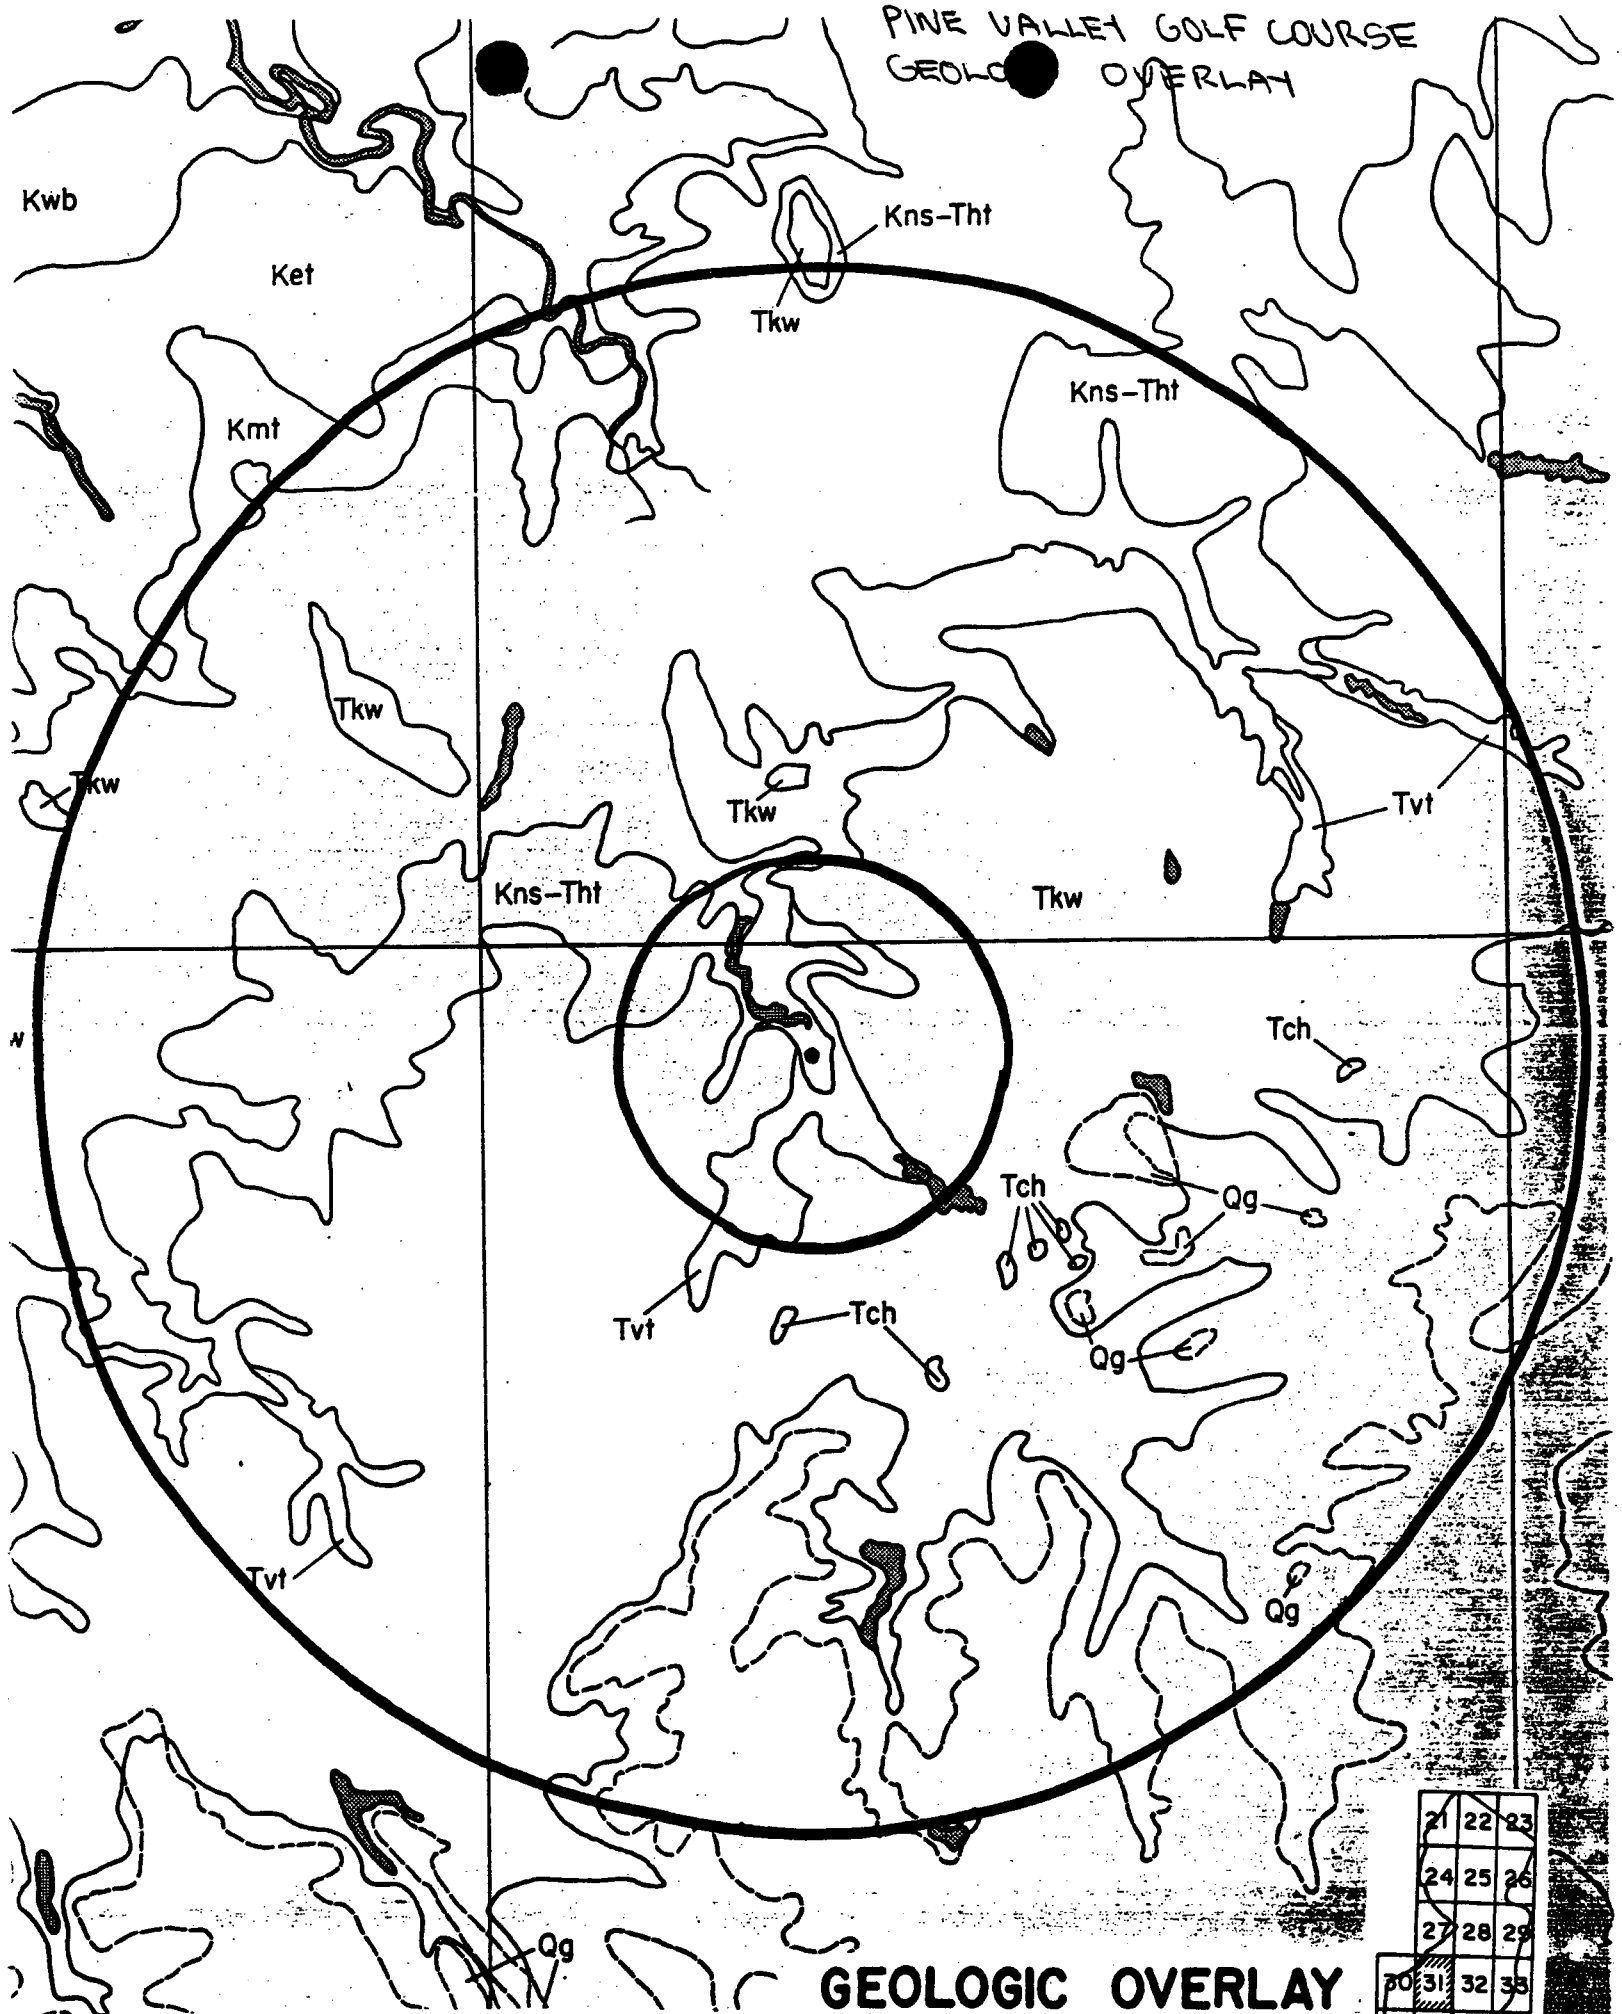 PINE VALLEY GOLF COURSE
GEOLO OVERLAY
Kwb
Kns-Tht
Ket
Tkw
Kns-Tht
Kmt
Tkw
Tkw
Tkw
Tvt
Kns-Tht
Tkw
Tch
w
Tch
Qg
Tvt
Tch
Qg
Tvt
Qg
Qg
21 22 23
24 25 26
27 28 29
30 31 32 33
GEOLOGIC OVERLAY